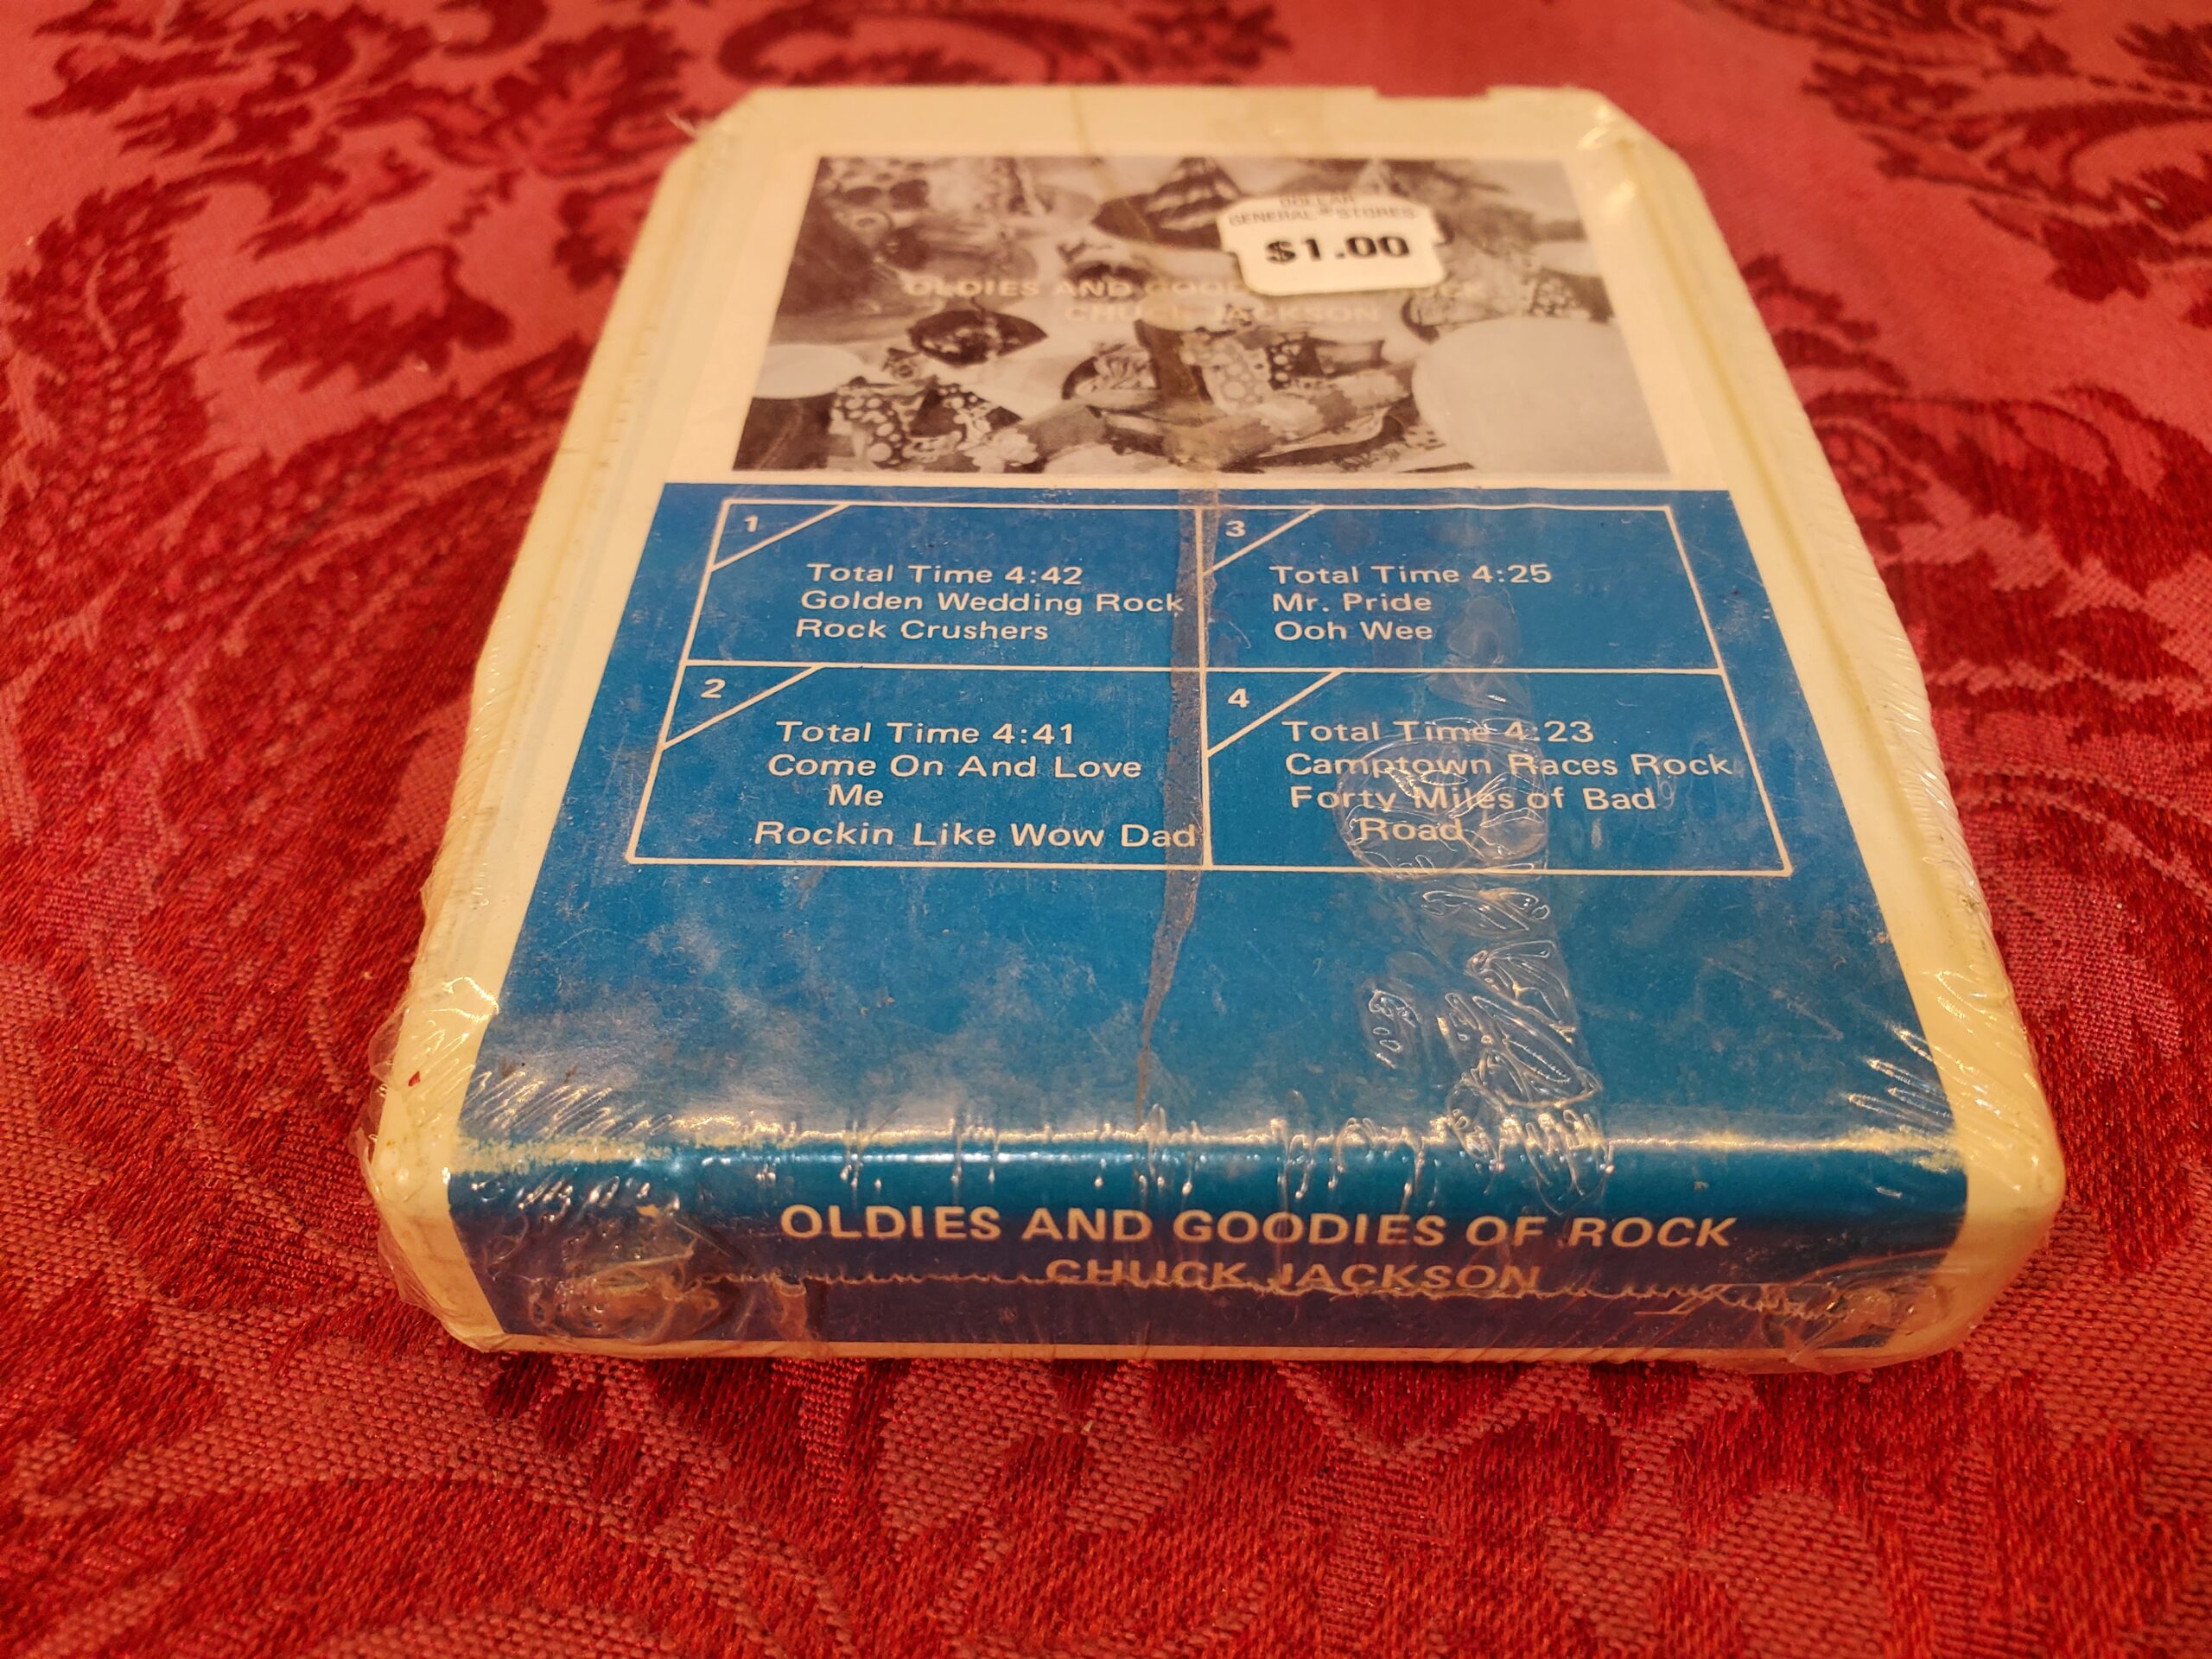 DOLLAR
GENERAL® STORES
$1.00
OLDIES AND
CHUCK JACKSON
1
Total Time 4:42
Golden Wedding Rock
Rock Crushers
2
Total Time 4:41
Come On And Love
Me
Rockin Like Wow Dad
3
Total Time 4:25
Mr. Pride
Ooh Wee
4
Total Time 4:23
Camptown Races Rock
Forty Miles of Bad
Road
OLDIES AND GOODIES OF ROCK
CHUCK JACKSON